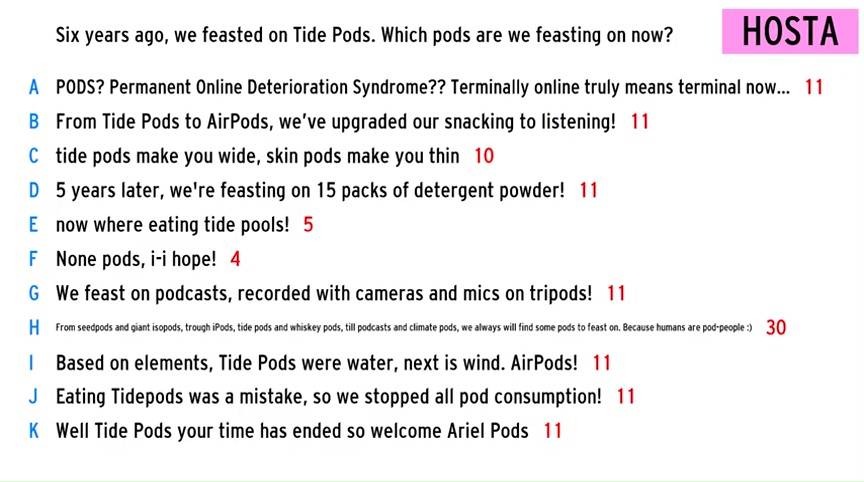 Six years ago, we feasted on Tide Pods. Which pods are we feasting on now?
HOSTA
A PODS? Permanent Online Deterioration Syndrome?? Terminally online truly means terminal now... 11
B From Tide Pods to AirPods, we've upgraded our snacking to listening! 11
C tide pods make you wide, skin pods make you thin 10
D 5 years later, we're feasting on 15 packs of detergent powder! 11
E now where eating tide pools! 5
F None pods, i-i hope! 4
G We feast on podcasts, recorded with cameras and mics on tripods! 11
H From seedpods and giant isopods, trough iPods, tide pods and whiskey pods, till podcasts and climate pods, we always will find some pods to feast on. Because humans are pod-people :) 30
I Based on elements, Tide Pods were water, next is wind. AirPods! 11
J Eating Tidepods was a mistake, so we stopped all pod consumption! 11
K Well Tide Pods your time has ended so welcome Ariel Pods 11